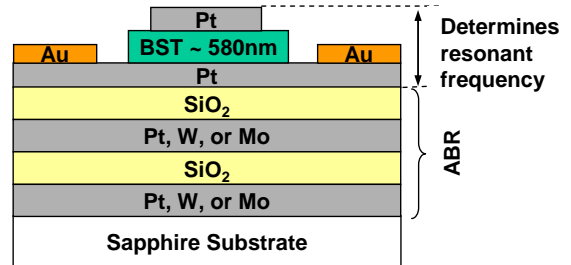 Pt
Determines
resonant
frequency
Au
BST ~ 580nm
Au
Pt
SiO₂
Pt, W, or Mo
ABR
SiO₂
Pt, W, or Mo
Sapphire Substrate